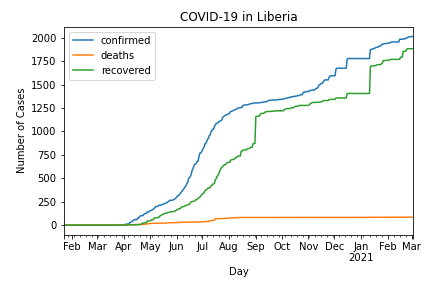 COVID-19 in Liberia
confirmed
deaths
recovered
Number of Cases
2000
1750
1500
1250
1000
750
500
250
0
Feb Mar Apr May Jun Jul Aug Sep Oct Nov Dec Jan Feb Mar
2021
Day